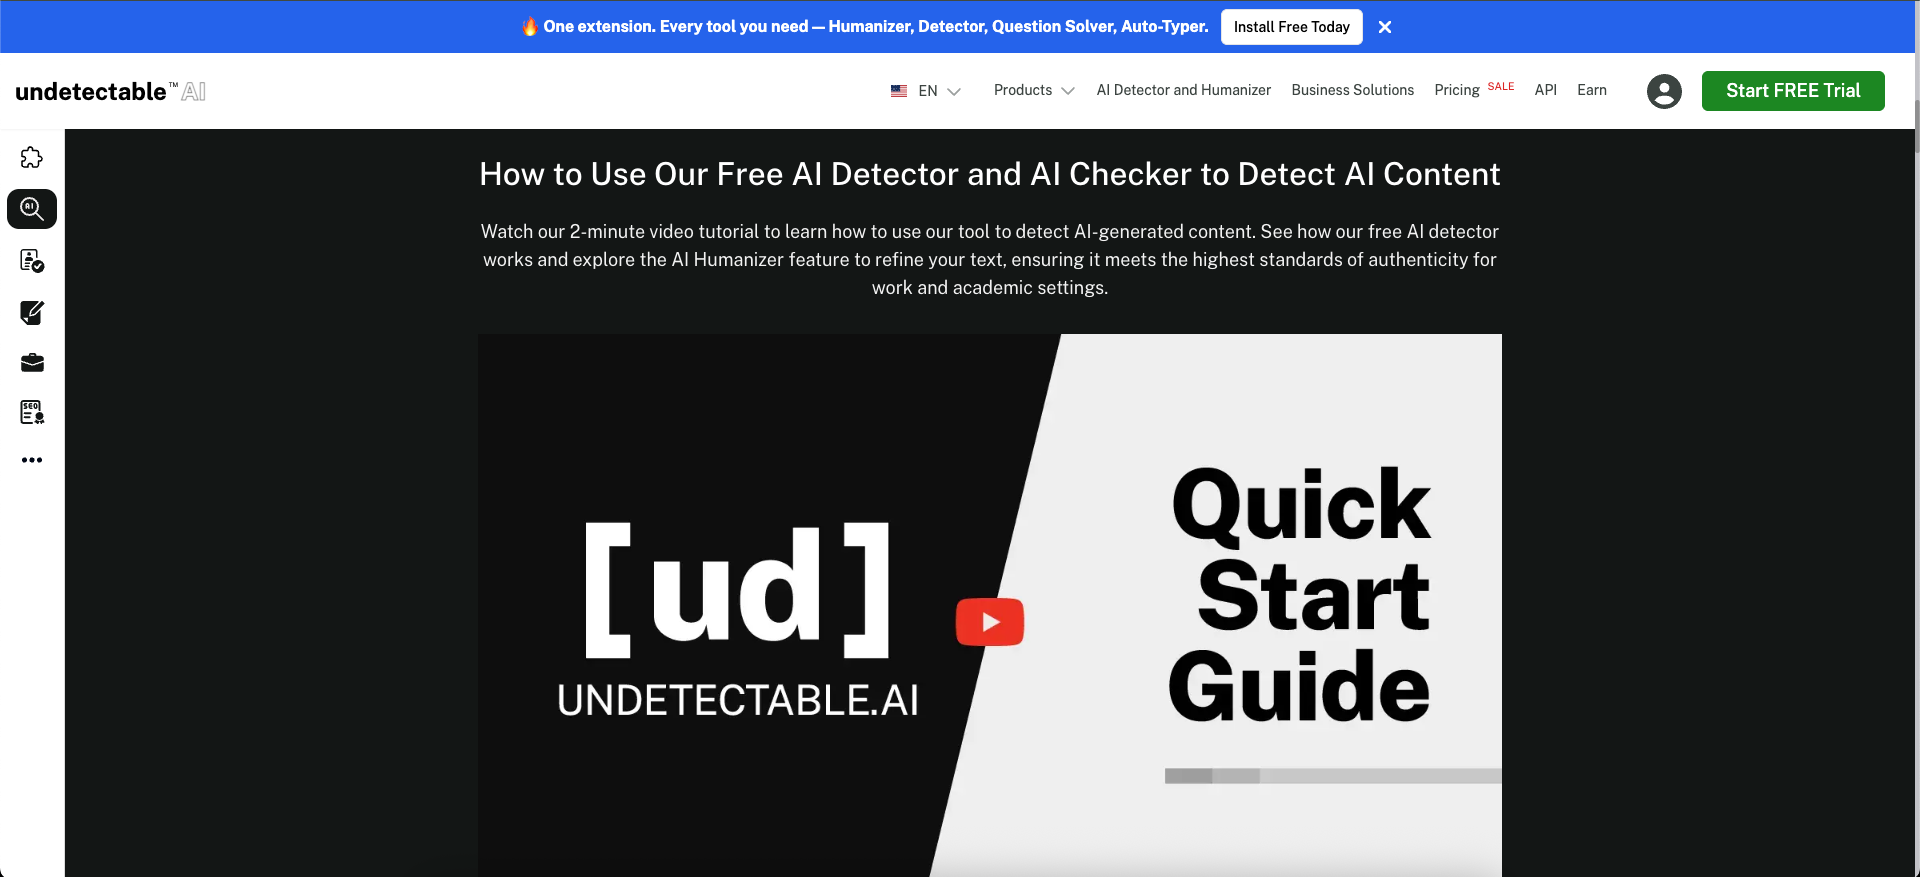 🔥 One extension. Every tool you need — Humanizer, Detector, Question Solver, Auto-Typer.
Install Free Today
undetectable™ AI
EN
Products
AI Detector and Humanizer
Business Solutions
Pricing SALE
API
Earn
Start FREE Trial
AI
SEO
How to Use Our Free AI Detector and AI Checker to Detect AI Content
Watch our 2-minute video tutorial to learn how to use our tool to detect AI-generated content. See how our free AI detector
works and explore the AI Humanizer feature to refine your text, ensuring it meets the highest standards of authenticity for
work and academic settings.
[ud]
UNDETECTABLE.AI
Quick
Start
Guide